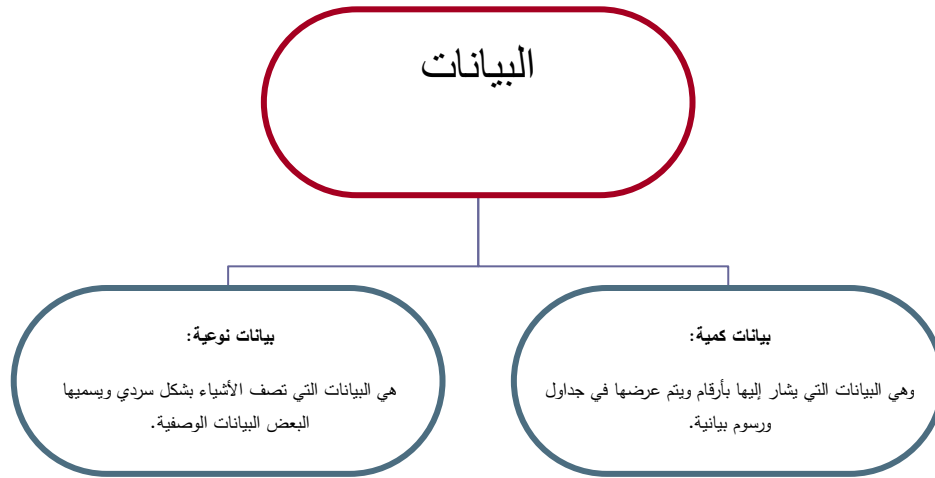 البيانات
بيانات كمية:
وهي البيانات التي يشار إليها بأرقام ويتم عرضها في جداول
ورسوم بيانية.
بيانات نوعية:
هي البيانات التي تصف الأشياء بشكل سردي ويسميها
البعض البيانات الوصفية.